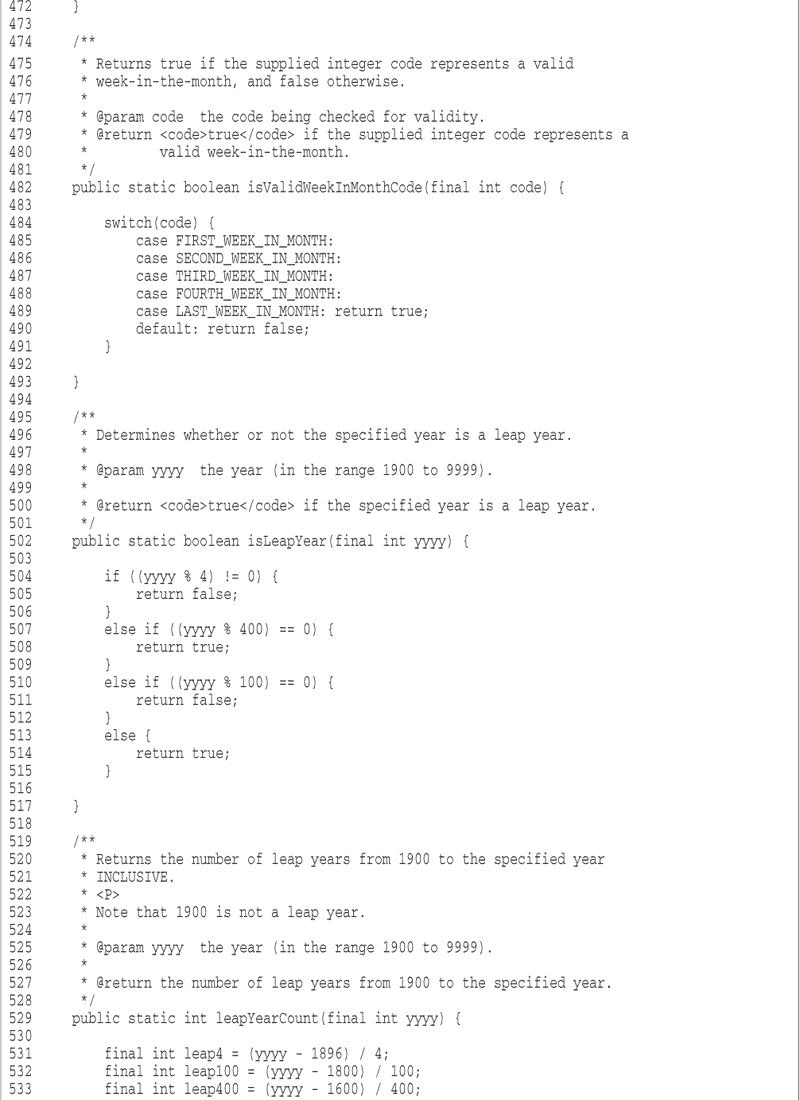 472 }
473
474 /**
475 * Returns true if the supplied integer code represents a valid
476 * week-in-the-month, and false otherwise.
477 *
478 * @param code  the code being checked for validity.
479 * @return <code>true</code> if the supplied integer code represents a
480 *         valid week-in-the-month.
481 */
482 public static boolean isValidWeekInMonthCode(final int code) {
483
484     switch(code) {
485         case FIRST_WEEK_IN_MONTH:
486         case SECOND_WEEK_IN_MONTH:
487         case THIRD_WEEK_IN_MONTH:
488         case FOURTH_WEEK_IN_MONTH:
489         case LAST_WEEK_IN_MONTH: return true;
490         default: return false;
491     }
492
493 }
494
495 /**
496 * Determines whether or not the specified year is a leap year.
497 *
498 * @param yyyy  the year (in the range 1900 to 9999).
499 *
500 * @return <code>true</code> if the specified year is a leap year.
501 */
502 public static boolean isLeapYear(final int yyyy) {
503
504     if ((yyyy % 4) != 0) {
505         return false;
506     }
507     else if ((yyyy % 400) == 0) {
508         return true;
509     }
510     else if ((yyyy % 100) == 0) {
511         return false;
512     }
513     else {
514         return true;
515     }
516
517 }
518
519 /**
520 * Returns the number of leap years from 1900 to the specified year
521 * INCLUSIVE.
522 * <P>
523 * Note that 1900 is not a leap year.
524 *
525 * @param yyyy  the year (in the range 1900 to 9999).
526 *
527 * @return the number of leap years from 1900 to the specified year.
528 */
529 public static int leapYearCount(final int yyyy) {
530
531     final int leap4 = (yyyy - 1896) / 4;
532     final int leap100 = (yyyy - 1800) / 100;
533     final int leap400 = (yyyy - 1600) / 400;